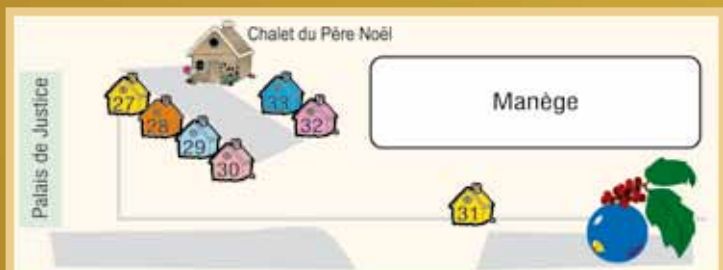 Chalet du Père Noël
Palais de Justice
Manège
27
28
29
30
33
32
31